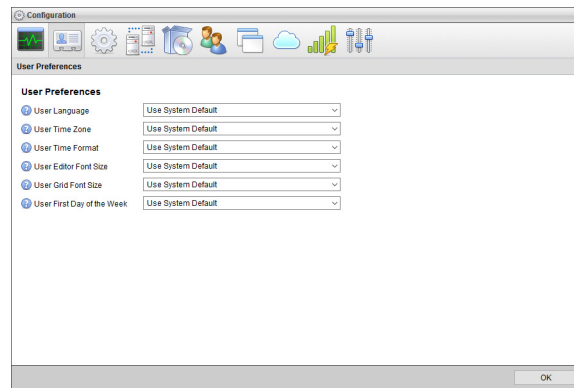 Configuration
User Preferences
User Preferences
User Language Use System Default
User Time Zone Use System Default
User Time Format Use System Default
User Editor Font Size Use System Default
User Grid Font Size Use System Default
User First Day of the Week Use System Default
OK